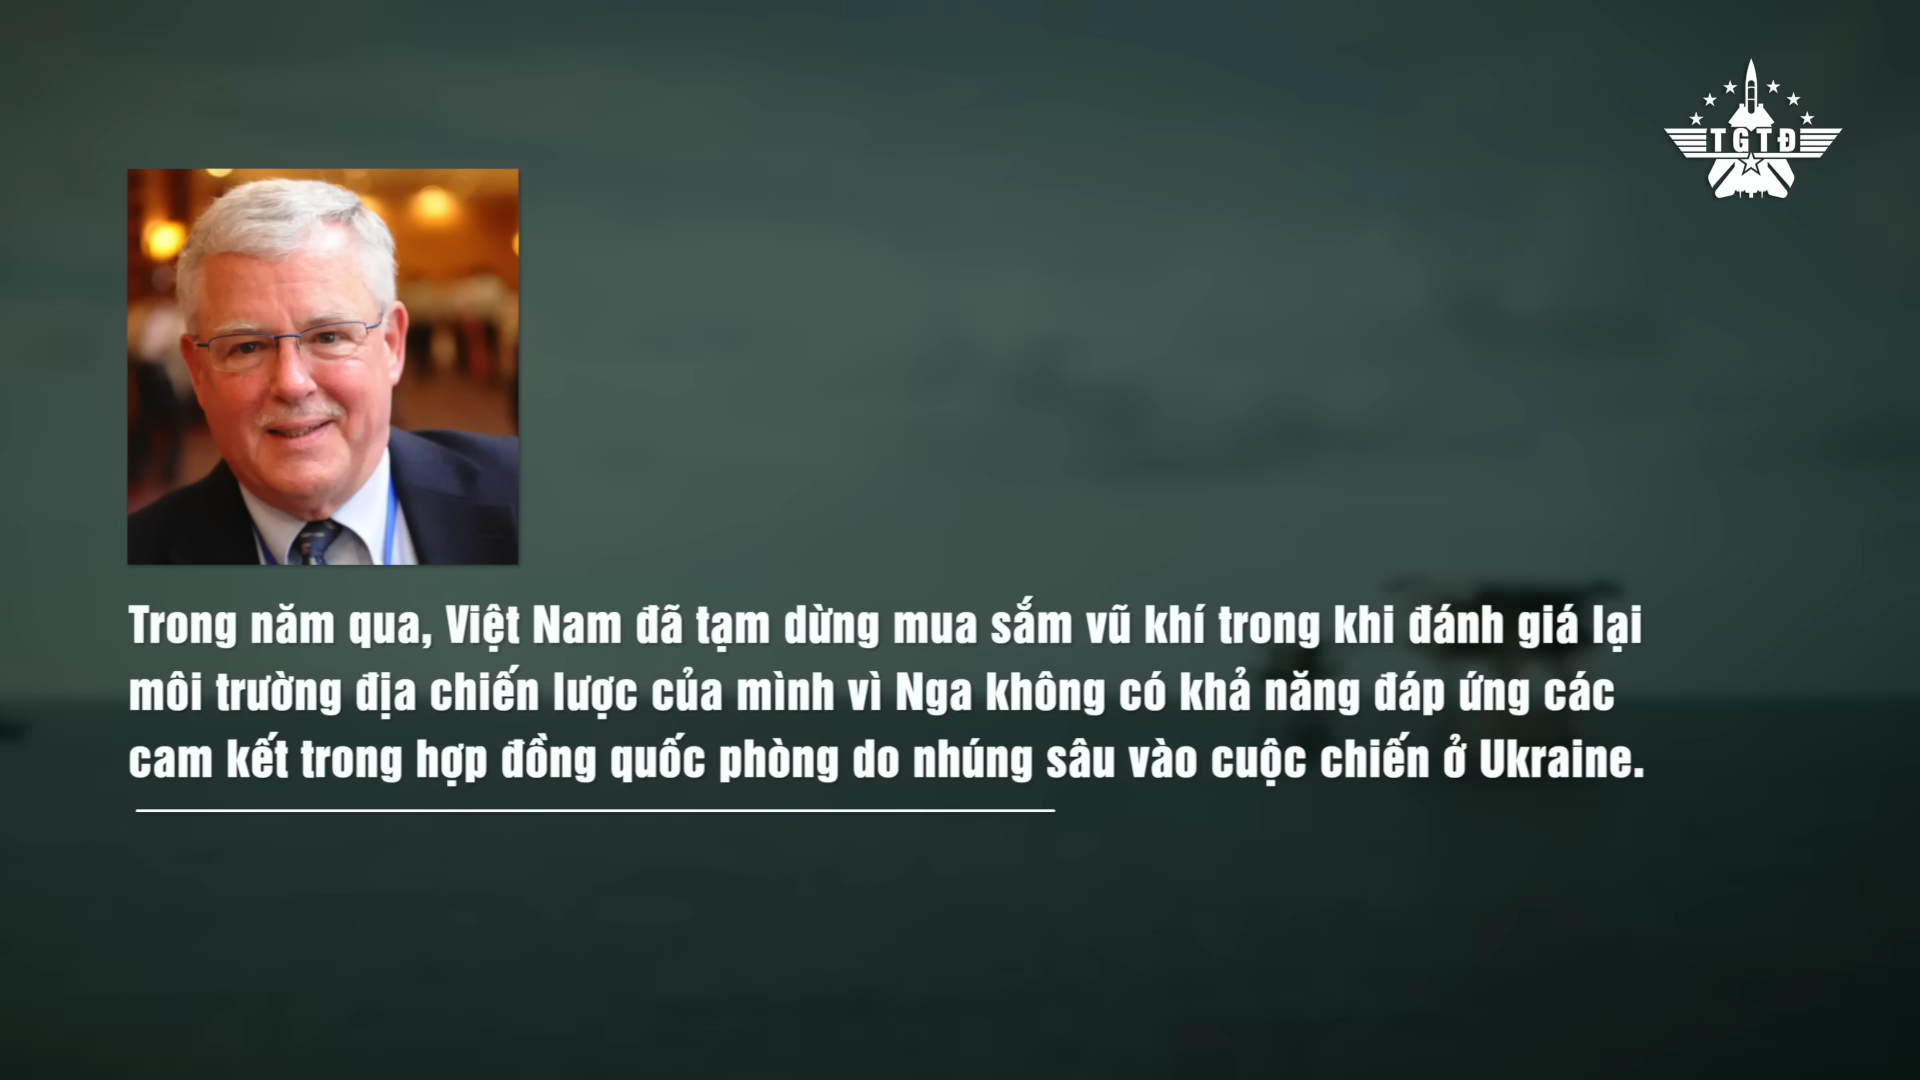 TGTĐ
Trong năm qua, Việt Nam đã tạm dừng mua sắm vũ khí trong khi đánh giá lại
môi trường địa chiến lược của mình vì Nga không có khả năng đáp ứng các
cam kết trong hợp đồng quốc phòng do nhúng sâu vào cuộc chiến ở Ukraine.